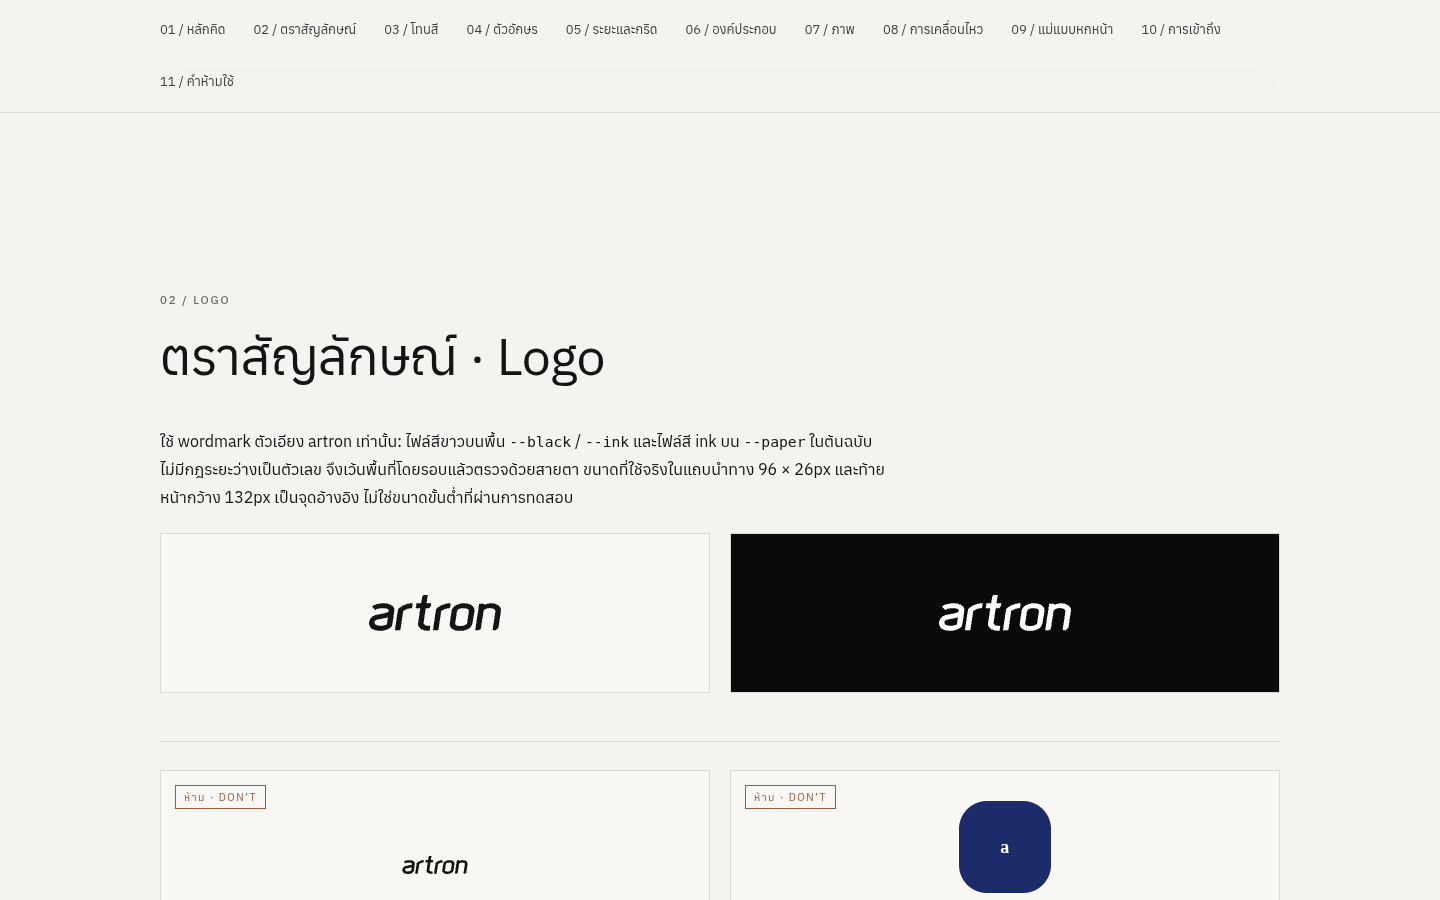 01 / หลักคิด 02 / ตราสัญลักษณ์ 03 / โทนสี 04 / ตัวอักษร 05 / ระยะและกริด 06 / องค์ประกอบ 07 / ภาพ 08 / การเคลื่อนไหว 09 / แม่แบบหกหน้า 10 / การเข้าถึง
11 / คำห้ามใช้
02 / LOGO
ตราสัญลักษณ์ · Logo
ใช้ wordmark ตัวเอียง artron เท่านั้น: ไฟล์สีขาวบนพื้น --black / --ink และไฟล์สี ink บน --paper ในต้นฉบับ
ไม่มีกฎระยะว่างเป็นตัวเลข จึงเว้นพื้นที่โดยรอบแล้วตรวจด้วยสายตา ขนาดที่ใช้จริงในแถบนำทาง 96 × 26px และท้าย
หน้ากว้าง 132px เป็นจุดอ้างอิง ไม่ใช่ขนาดขั้นต่ำที่ผ่านการทดสอบ
artron artron
ห้าม · DON'T ห้าม · DON'T
artron a